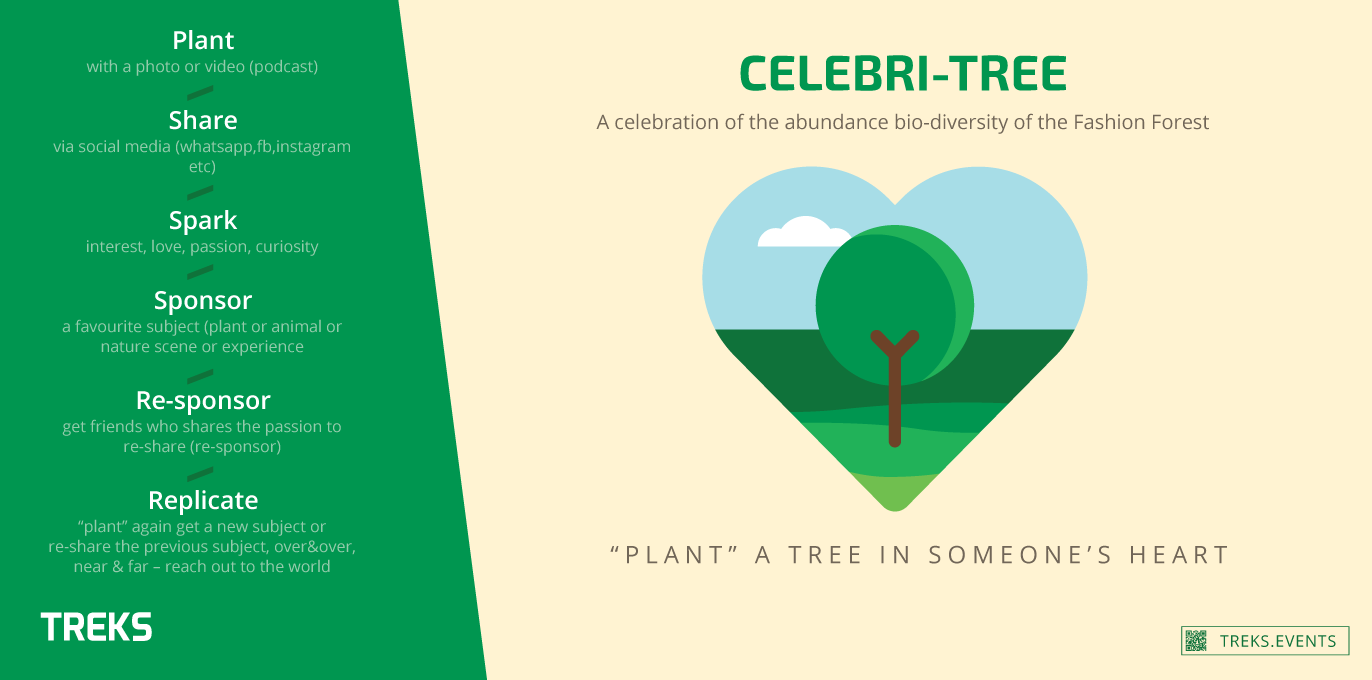 Plant
with a photo or video (podcast)
Share
via social media (whatsapp,fb,instagram
etc)
Spark
interest, love, passion, curiosity
Sponsor
a favourite subject (plant or animal or
nature scene or experience
Re-sponsor
get friends who shares the passion to
re-share (re-sponsor)
Replicate
“plant” again get a new subject or
re-share the previous subject, over&over,
near & far – reach out to the world
TREKS
CELEBRI-TREE
A celebration of the abundance bio-diversity of the Fashion Forest
“PLANT” A TREE IN SOMEONE’S HEART
TREKS.EVENTS